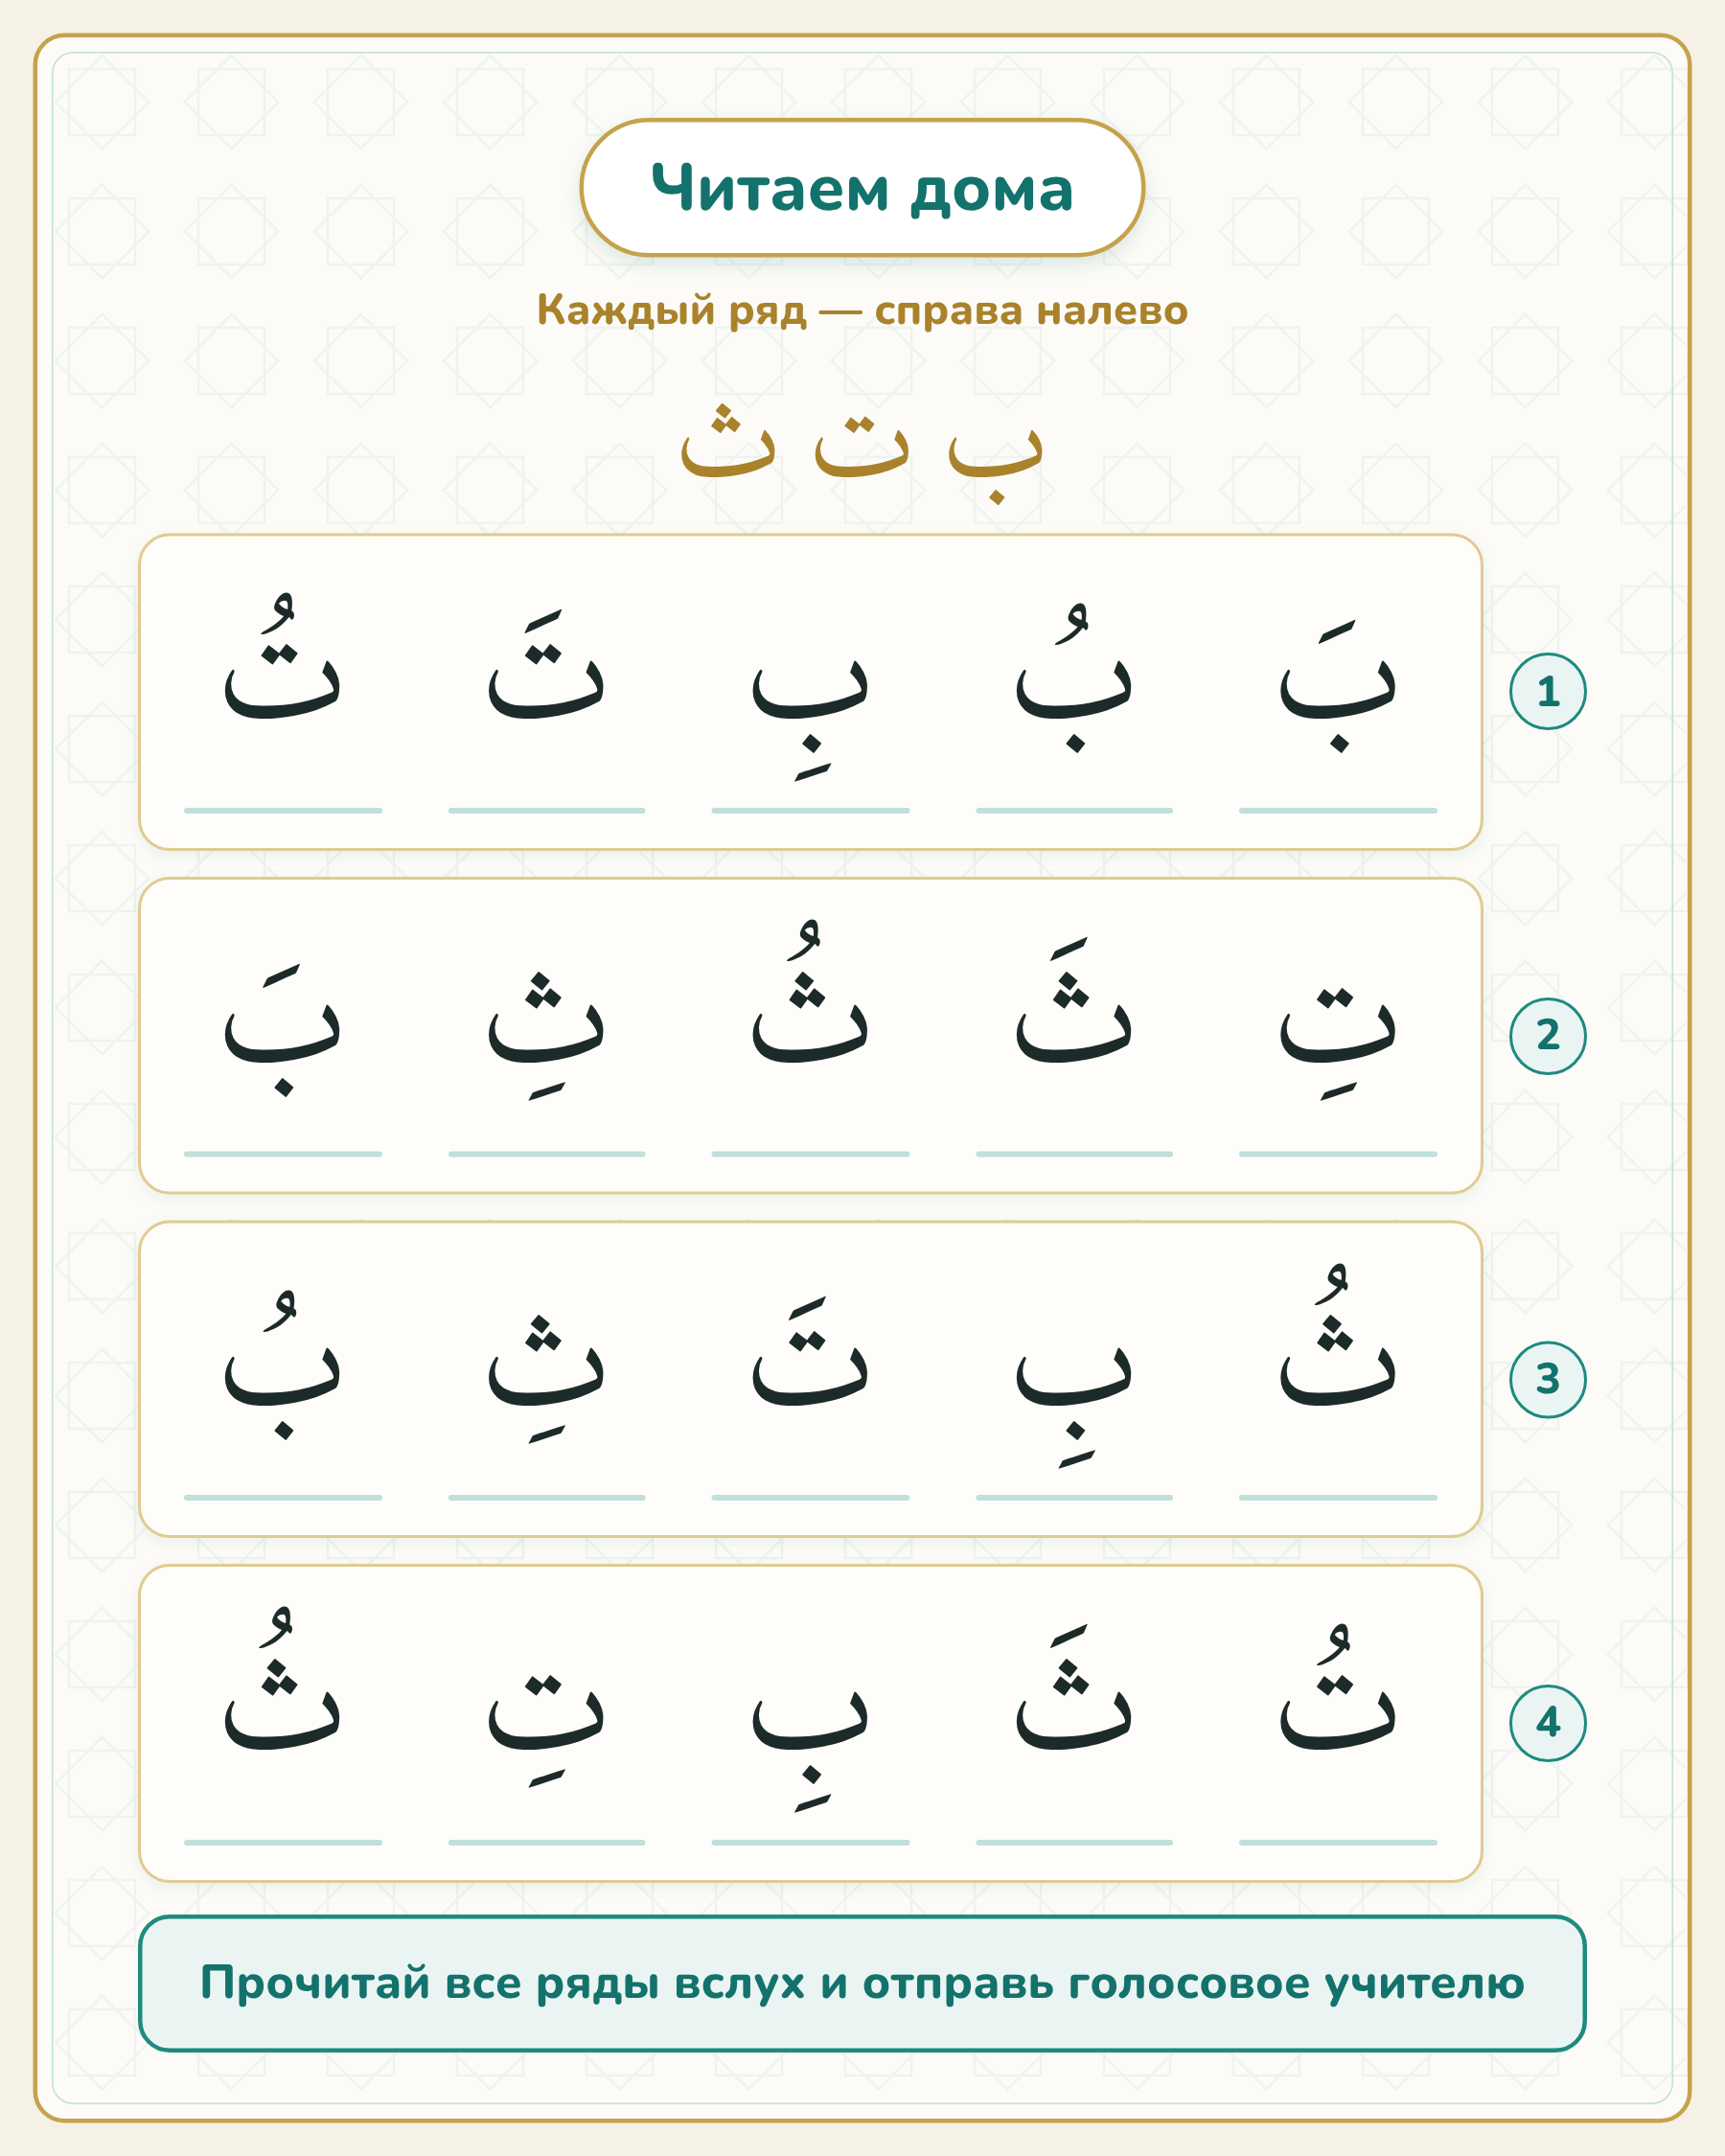 Читаем дома
Каждый ряд — справа налево
ب ت ث
بَ بُ بِ تَ تُ
1
تِ ثَ ثُ ثِ بَ
2
ثُ بِ تَ ثِ بُ
3
تُ ثَ بِ تِ ثُ
4
Прочитай все ряды вслух и отправь голосовое учителю